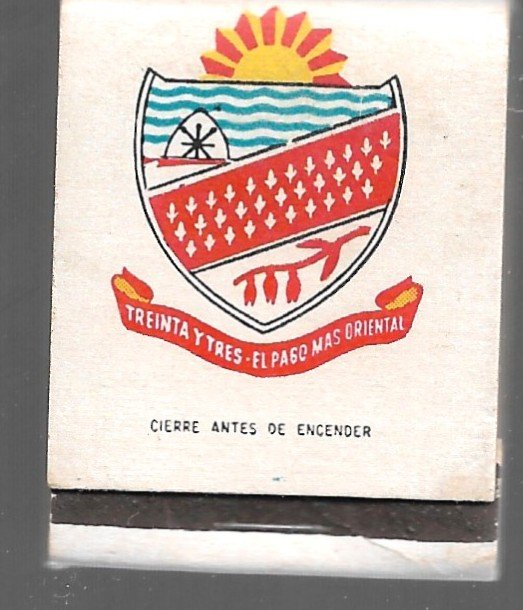 TREINTA Y TRES - EL PAGO MAS ORIENTAL
CIERRE ANTES DE ENCENDER